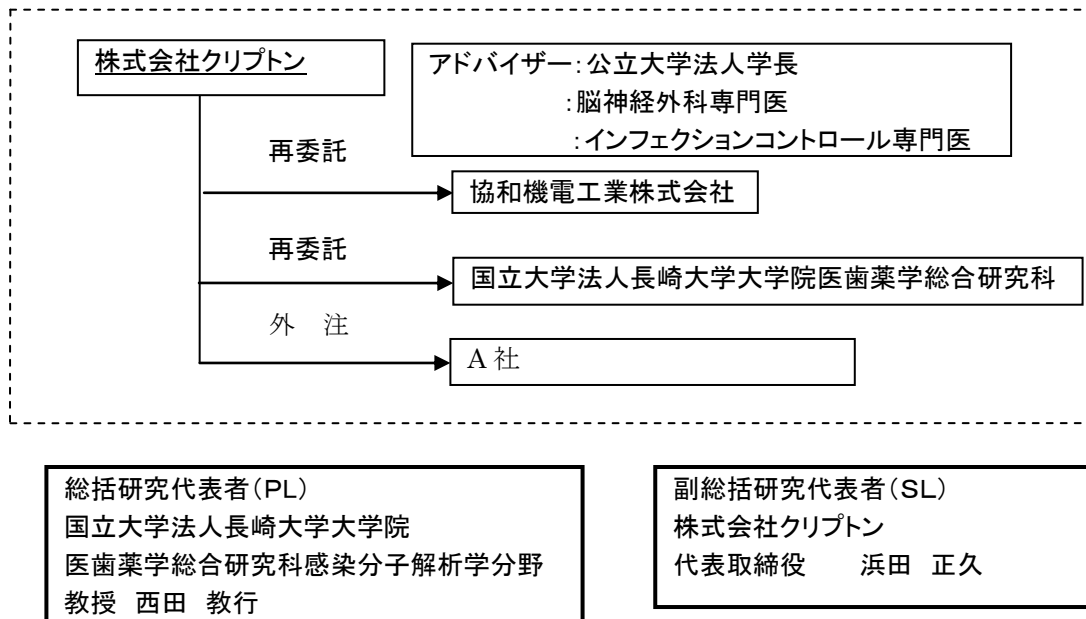 株式会社クリプトン
アドバイザー:公立大学法人学長
:脳神経外科専門医
:インフェクションコントロール専門医
再委託
協和機電工業株式会社
再委託
国立大学法人長崎大学大学院医歯薬学総合研究科
外 注
A 社
総括研究代表者(PL)
国立大学法人長崎大学大学院
医歯薬学総合研究科感染分子解析学分野
教授 西田 教行
副総括研究代表者(SL)
株式会社クリプトン
代表取締役 浜田 正久